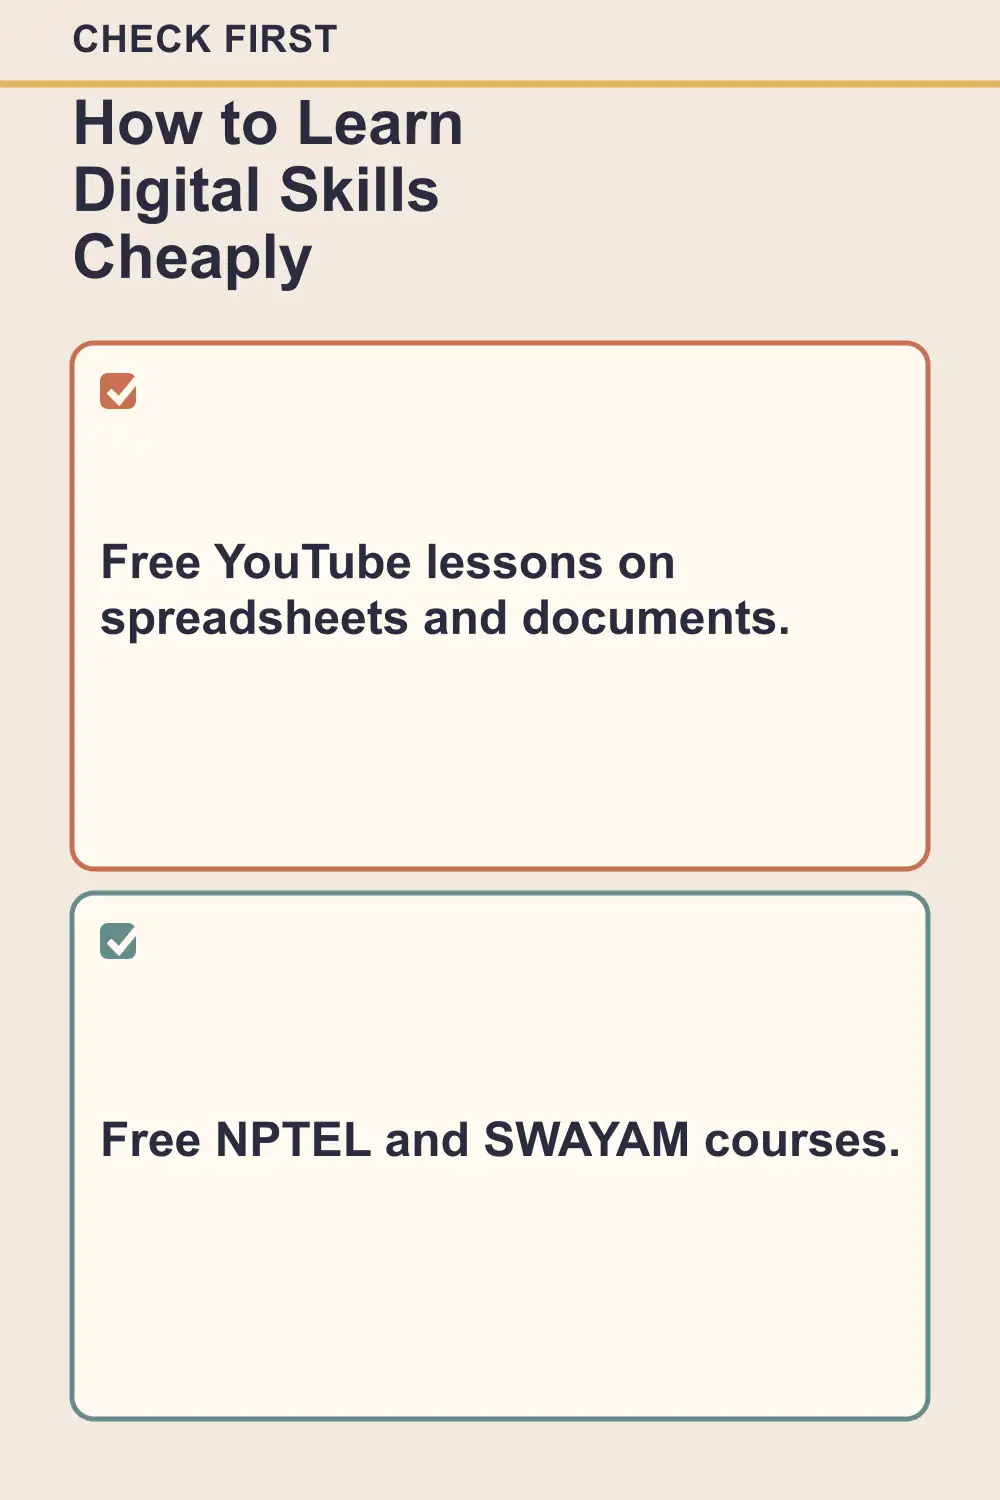 CHECK FIRST
How to Learn
Digital Skills
Cheaply
Free YouTube lessons on
spreadsheets and documents.
Free NPTEL and SWAYAM courses.